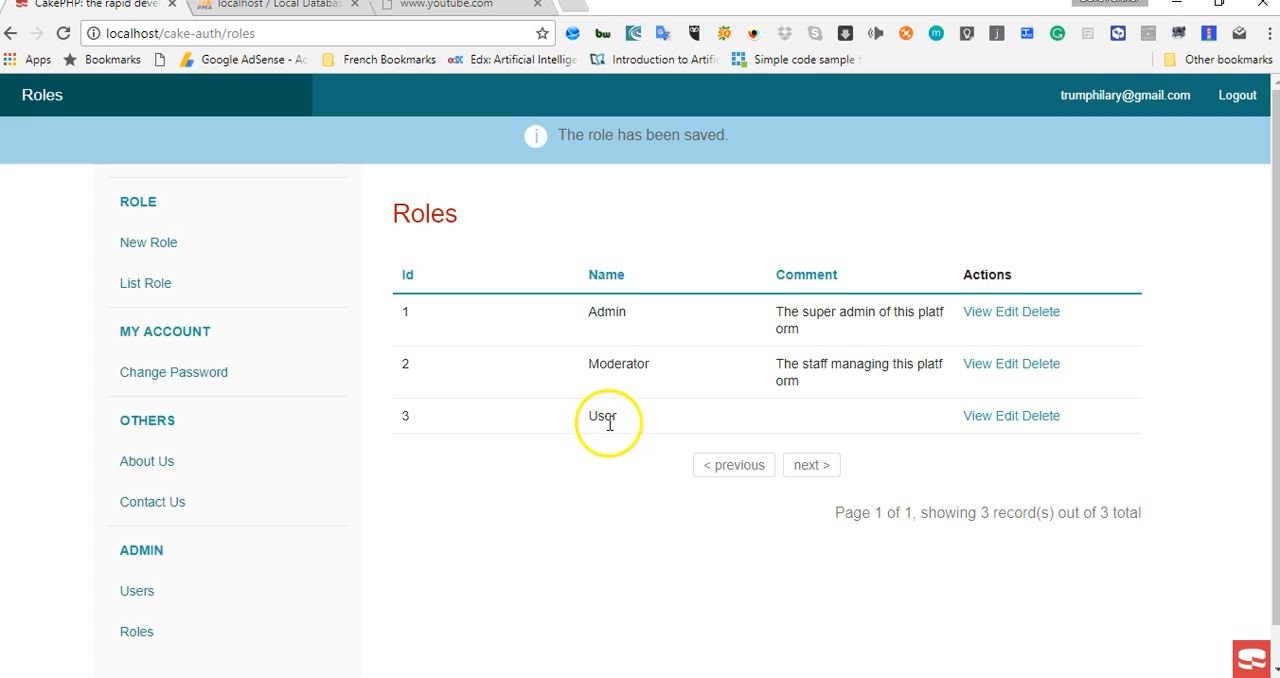 CakePHP: the rapid deve
localhost / Local Databas
www.youtube.com
localhost/cake-auth/roles
Apps
Bookmarks
Google AdSense - Ac
French Bookmarks
Edx: Artificial Intellige
Introduction to Artific
Simple code sample
Other bookmarks
Roles
trumphilary@gmail.com
Logout
The role has been saved.
ROLE
New Role
List Role
MY ACCOUNT
Change Password
OTHERS
About Us
Contact Us
ADMIN
Users
Roles
Roles
Id Name Comment Actions
1 Admin The super admin of this platf
orm View Edit Delete
2 Moderator The staff managing this platf
orm View Edit Delete
3 User View Edit Delete
< previous next >
Page 1 of 1, showing 3 record(s) out of 3 total